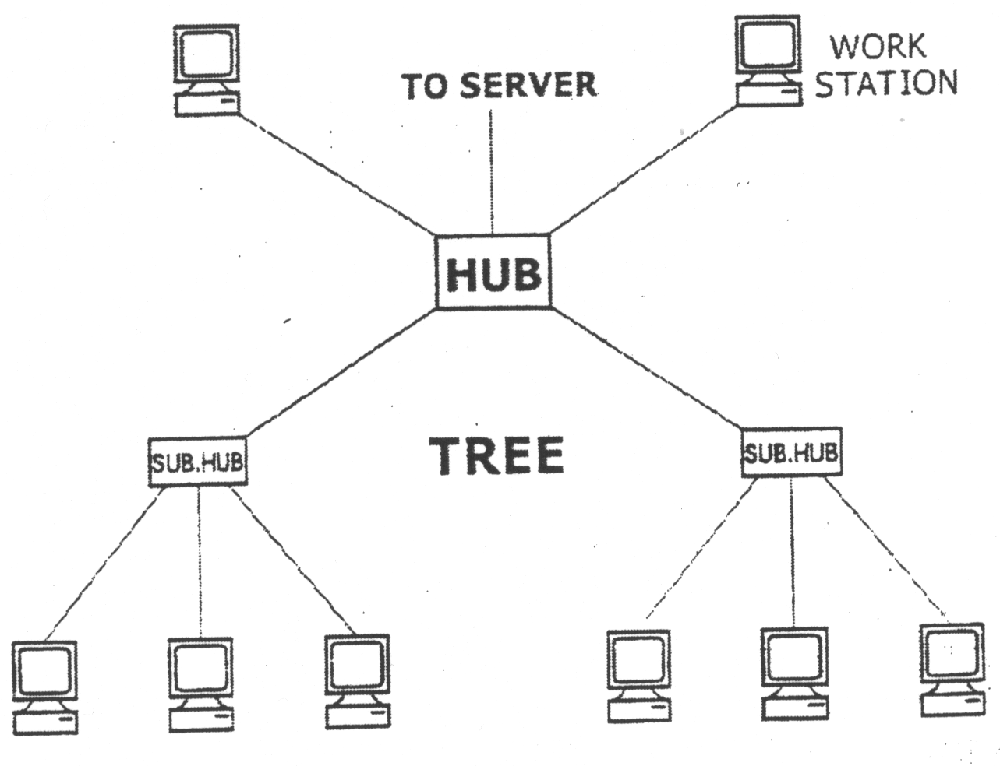 WORK
STATION
TO SERVER
HUB
SUB.HUB
TREE
SUB.HUB